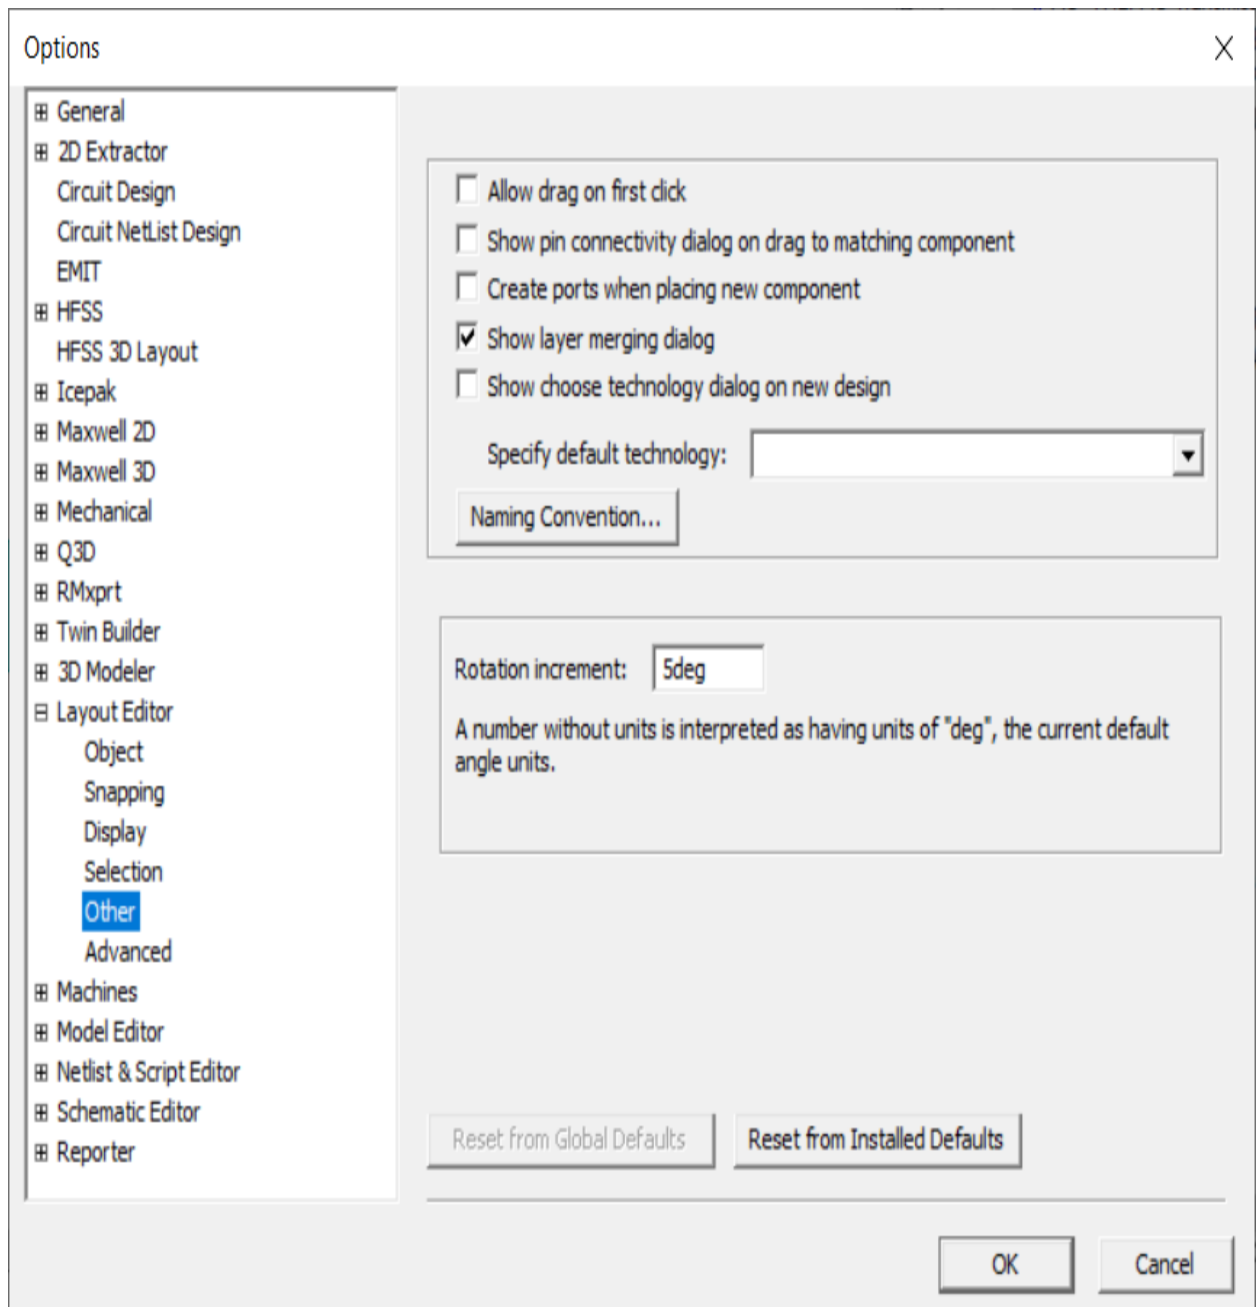 Options
General
2D Extractor
Circuit Design
Circuit NetList Design
EMIT
HFSS
HFSS 3D Layout
Icepak
Maxwell 2D
Maxwell 3D
Mechanical
Q3D
RMxprt
Twin Builder
3D Modeler
Layout Editor
Object
Snapping
Display
Selection
Other
Advanced
Machines
Model Editor
Netlist & Script Editor
Schematic Editor
Reporter
Allow drag on first click
Show pin connectivity dialog on drag to matching component
Create ports when placing new component
Show layer merging dialog
Show choose technology dialog on new design
Specify default technology:
Naming Convention...
Rotation increment: 5deg
A number without units is interpreted as having units of "deg", the current default
angle units.
Reset from Global Defaults Reset from Installed Defaults
OK Cancel